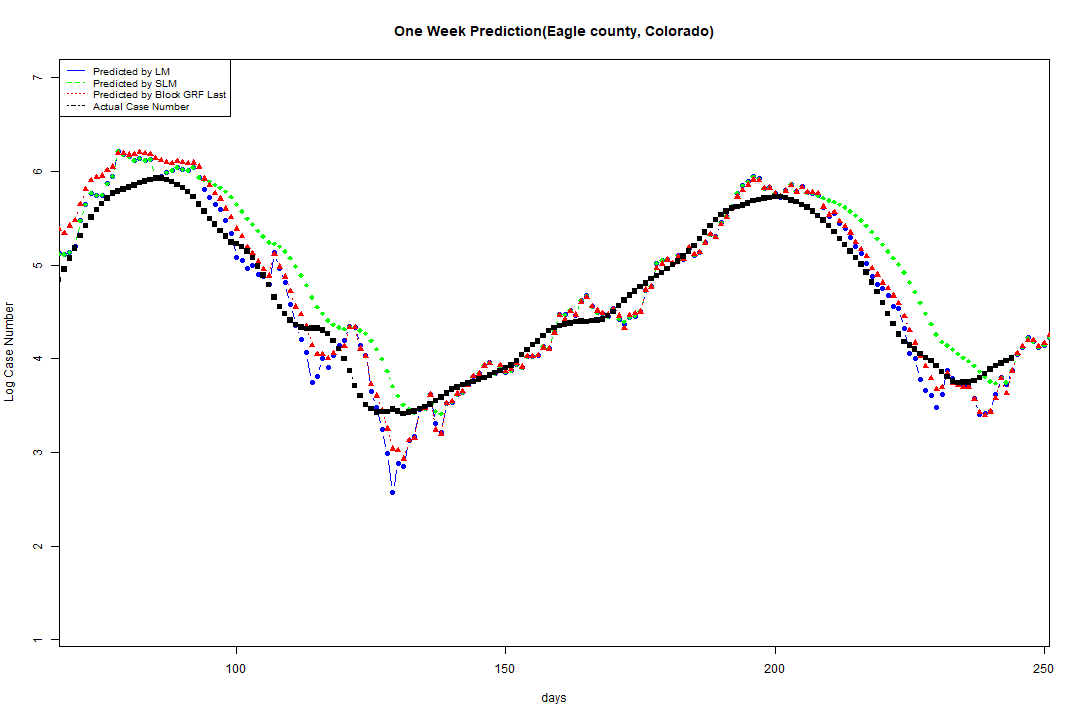 One Week Prediction(Eagle county, Colorado)
Predicted by LM
Predicted by SLM
Predicted by Block GRF Last
Actual Case Number
7
6
5
4
3
2
1
Log Case Number
100 150 200 250
days